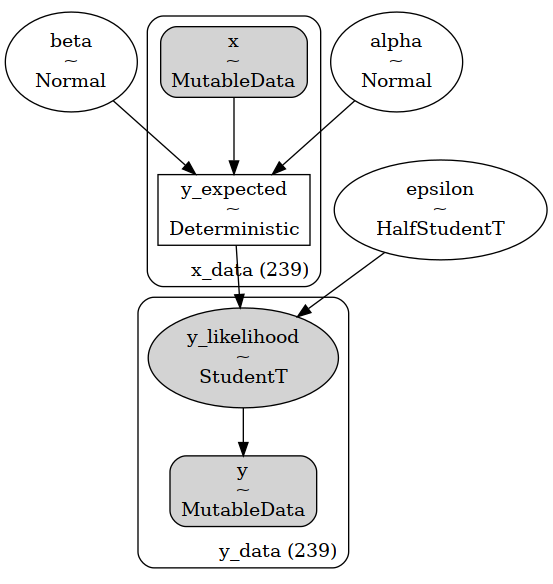 beta
~
Normal
x
~
MutableData
alpha
~
Normal
y_expected
~
Deterministic
epsilon
~
HalfStudentT
x_data (239)
y_likelihood
~
StudentT
y
~
MutableData
y_data (239)